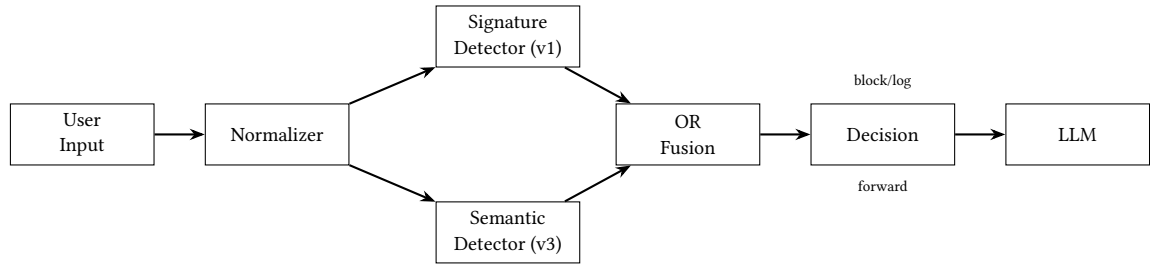 User
Input
Normalizer
Signature
Detector (v1)
Semantic
Detector (v3)
OR
Fusion
block/log
Decision
forward
LLM